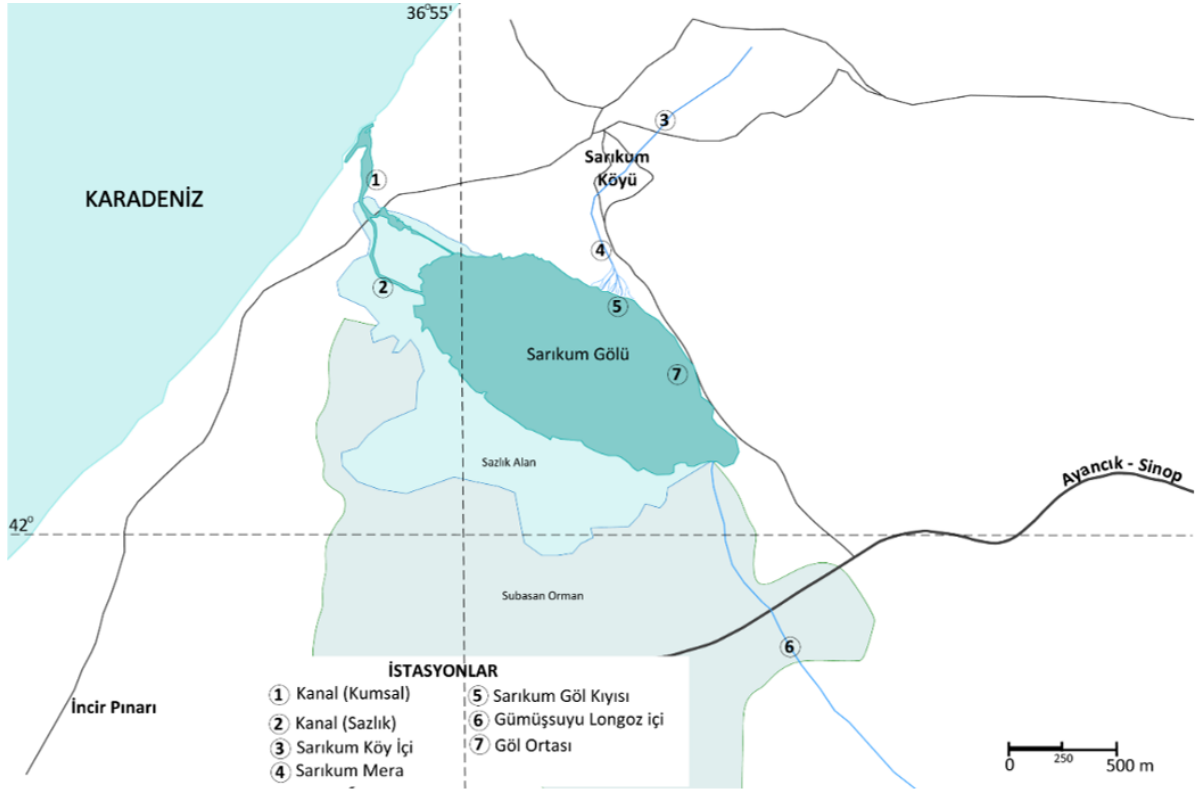 36°55'
KARADENİZ
1
3
Sarıkum
Köyü
4
2
5
Sarıkum Gölü
7
Sazlık Alan
Ayancık - Sinop
42°
Subasan Orman
6
İncir Pınarı
İSTASYONLAR
1 Kanal (Kumsal)
2 Kanal (Sazlık)
3 Sarıkum Köy İçi
4 Sarıkum Mera
5 Sarıkum Göl Kıyısı
6 Gümüşsuyu Longoz içi
7 Göl Ortası
0 250 500 m